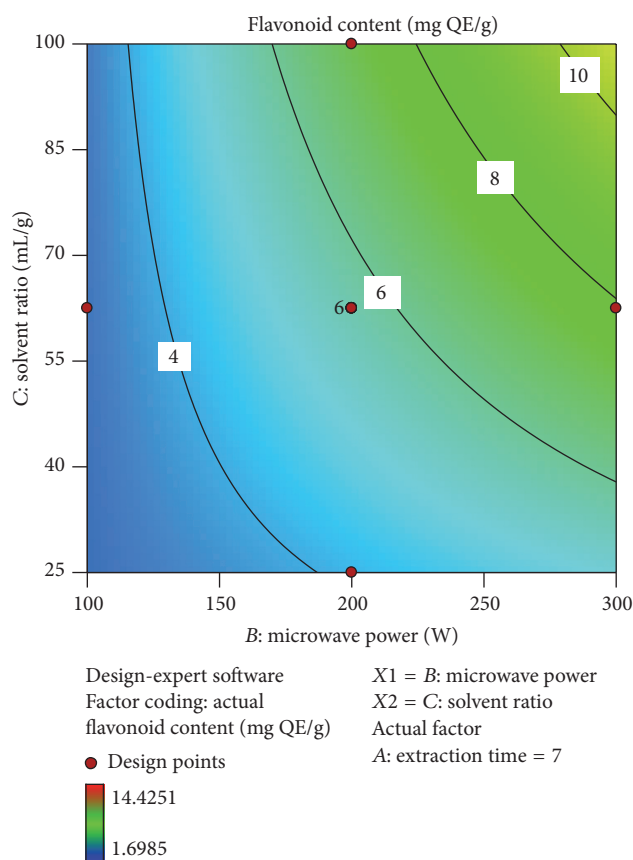 Flavonoid content (mg QE/g)
C: solvent ratio (mL/g)
100
85
70
55
40
25
10
8
6
6
4
100
150
200
250
300
B: microwave power (W)
Design-expert software
Factor coding: actual
flavonoid content (mg QE/g)
Design points
14.4251
1.6985
X1 = B: microwave power
X2 = C: solvent ratio
Actual factor
A: extraction time = 7